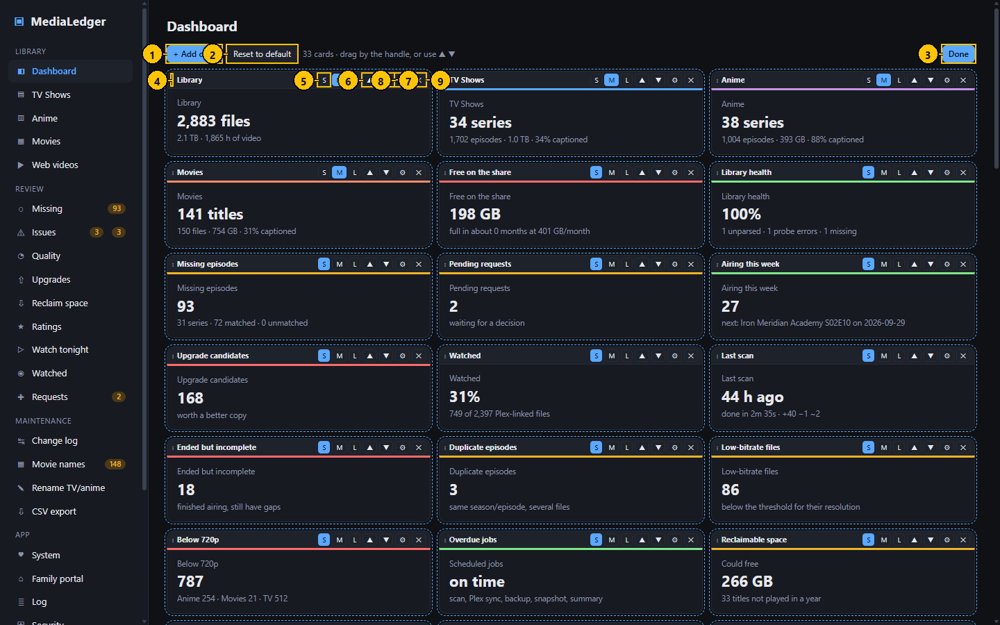 MediaLedger
LIBRARY
Dashboard
TV Shows
Anime
Movies
Web videos
REVIEW
Missing 93
Issues 3 3
Quality
Upgrades
Reclaim space
Ratings
Watch tonight
Watched
Requests 2
MAINTENANCE
Change log
Movie names 148
Rename TV/anime
CSV export
APP
System
Family portal
Log
Security
Dashboard
1 + Add 2 Reset to default 33 cards · drag by the handle, or use ▲ ▼ 3 Done
4 Library 5 S 6 8 7 9
Library
2,883 files
2.1 TB · 1,865 h of video
TV Shows S M L ▲ ▼ ⚙ ✕
TV Shows
34 series
1,702 episodes · 1.0 TB · 34% captioned
Anime S M L ▲ ▼ ⚙ ✕
Anime
38 series
1,004 episodes · 393 GB · 88% captioned
Movies S M L ▲ ▼ ⚙ ✕
Movies
141 titles
150 files · 754 GB · 31% captioned
Free on the share S M L ▲ ▼ ⚙ ✕
Free on the share
198 GB
full in about 0 months at 401 GB/month
Library health S M L ▲ ▼ ⚙ ✕
Library health
100%
1 unparsed · 1 probe errors · 1 missing
Missing episodes S M L ▲ ▼ ⚙ ✕
Missing episodes
93
31 series · 72 matched · 0 unmatched
Pending requests S M L ▲ ▼ ⚙ ✕
Pending requests
2
waiting for a decision
Airing this week S M L ▲ ▼ ⚙ ✕
Airing this week
27
next: Iron Meridian Academy S02E10 on 2026-09-29
Upgrade candidates S M L ▲ ▼ ⚙ ✕
Upgrade candidates
168
worth a better copy
Watched S M L ▲ ▼ ⚙ ✕
Watched
31%
749 of 2,397 Plex-linked files
Last scan S M L ▲ ▼ ⚙ ✕
Last scan
44 h ago
done in 2m 35s · +40 −1 ~2
Ended but incomplete S M L ▲ ▼ ⚙ ✕
Ended but incomplete
18
finished airing, still have gaps
Duplicate episodes S M L ▲ ▼ ⚙ ✕
Duplicate episodes
3
same season/episode, several files
Low-bitrate files S M L ▲ ▼ ⚙ ✕
Low-bitrate files
86
below the threshold for their resolution
Below 720p S M L ▲ ▼ ⚙ ✕
Below 720p
787
Anime 254 · Movies 21 · TV 512
Overdue jobs S M L ▲ ▼ ⚙ ✕
Scheduled jobs
on time
scan, Plex sync, backup, snapshot, summary
Reclaimable space S M L ▲ ▼ ⚙ ✕
Could free
266 GB
33 titles not played in a year